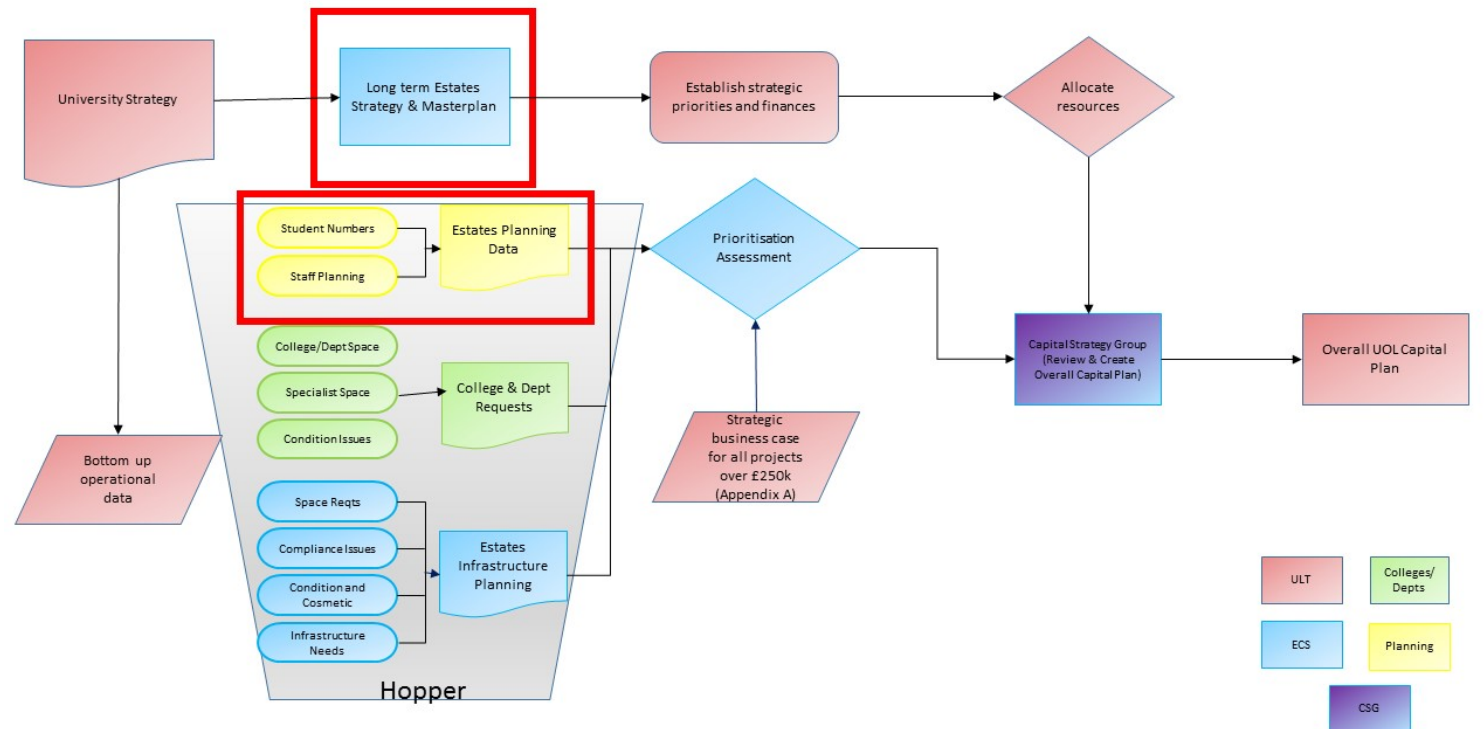 University Strategy
Long term Estates
Strategy & Masterplan
Establish strategic
priorities and finances
Allocate
resources
Student Numbers
Staff Planning
Estates Planning
Data
Prioritisation
Assessment
College/Dept Space
Specialist Space
Condition Issues
College & Dept
Requests
Capital Strategy Group
(Review & Create
Overall Capital Plan)
Overall UOL Capital
Plan
Bottom up
operational
data
Strategic
business case
for all projects
over £250k
(Appendix A)
Space Reqts
Compliance Issues
Condition and
Cosmetic
Infrastructure
Needs
Estates
Infrastructure
Planning
Hopper
ULT
Colleges/
Depts
ECS
Planning
CSG